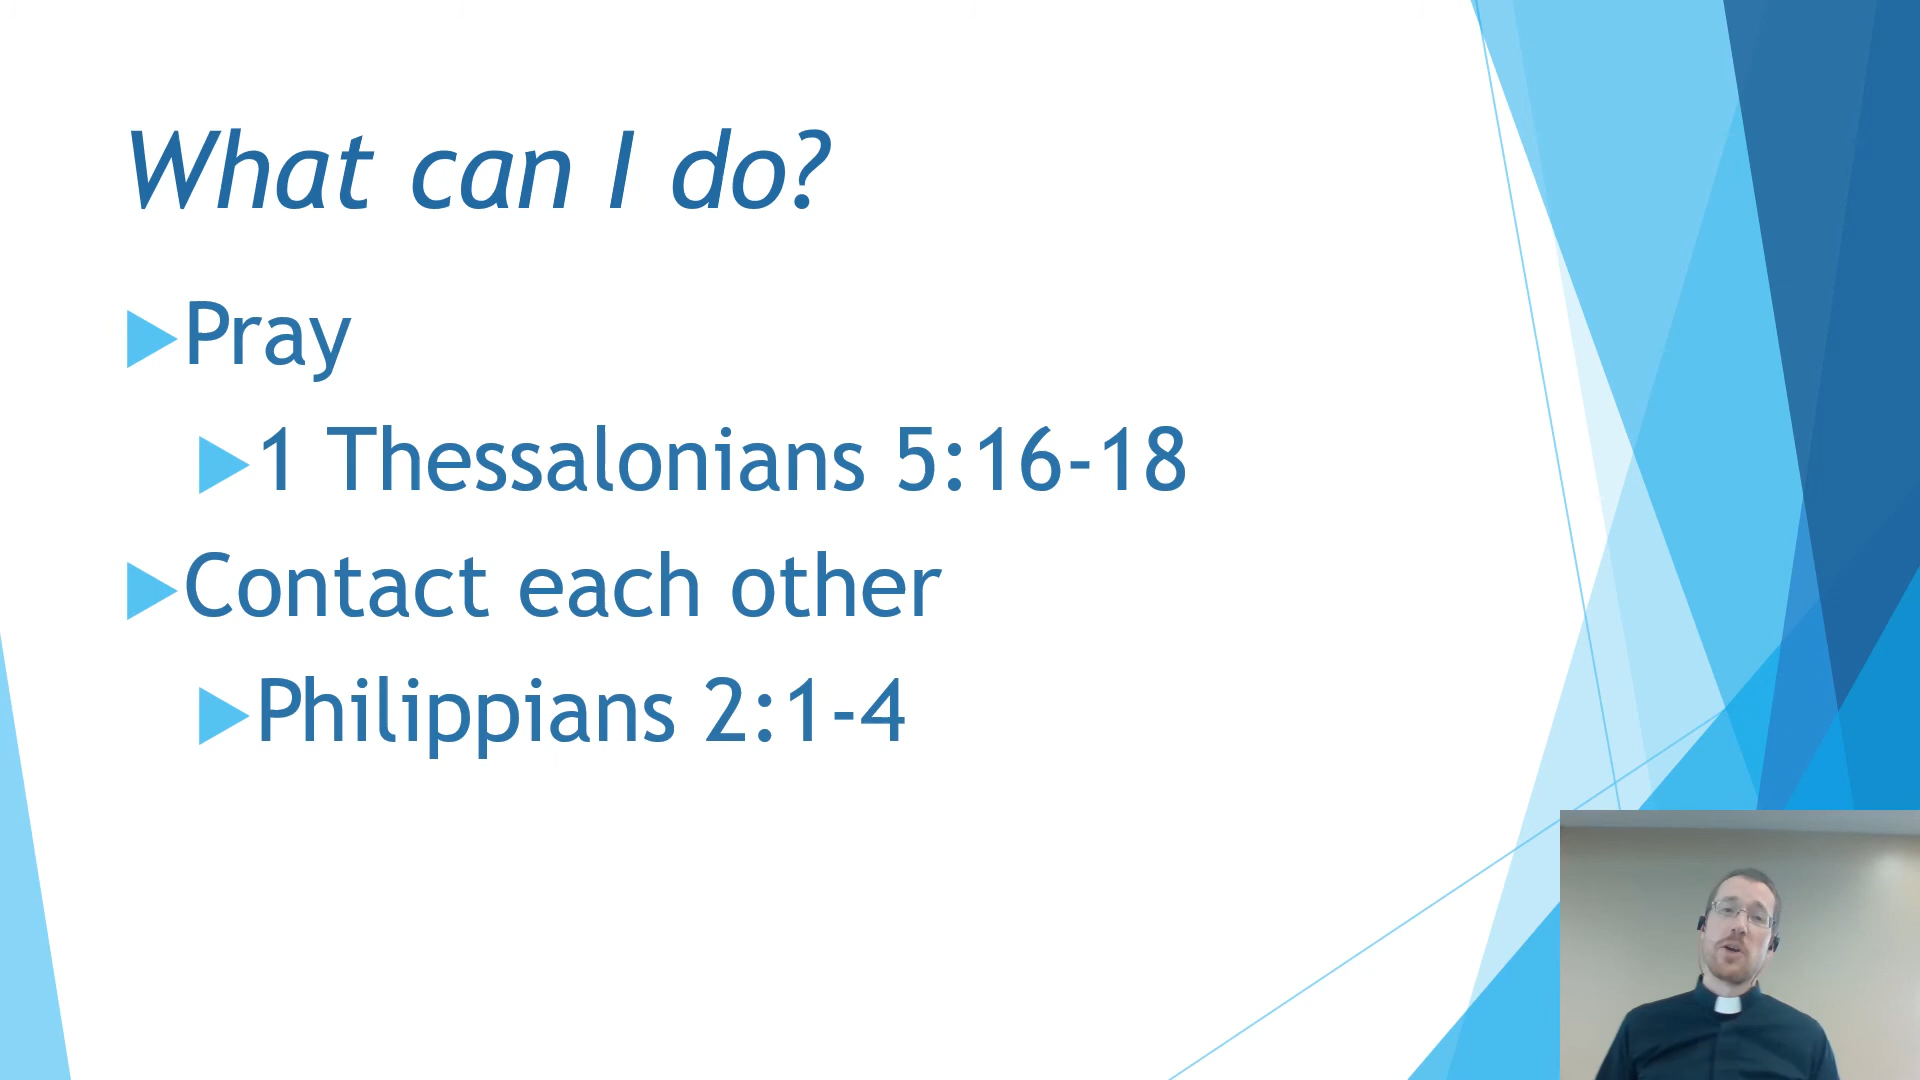 What can I do?
Pray
1 Thessalonians 5:16-18
Contact each other
Philippians 2:1-4